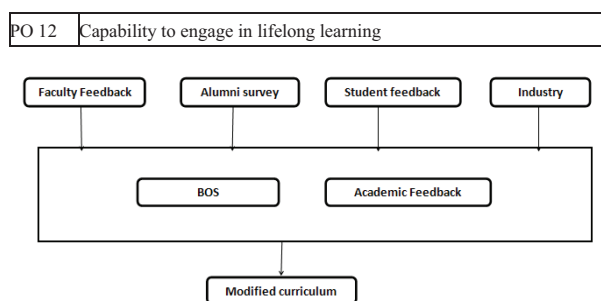 PO 12 Capability to engage in lifelong learning
Faculty Feedback Alumni survey Student feedback Industry
BOS Academic Feedback
Modified curriculum